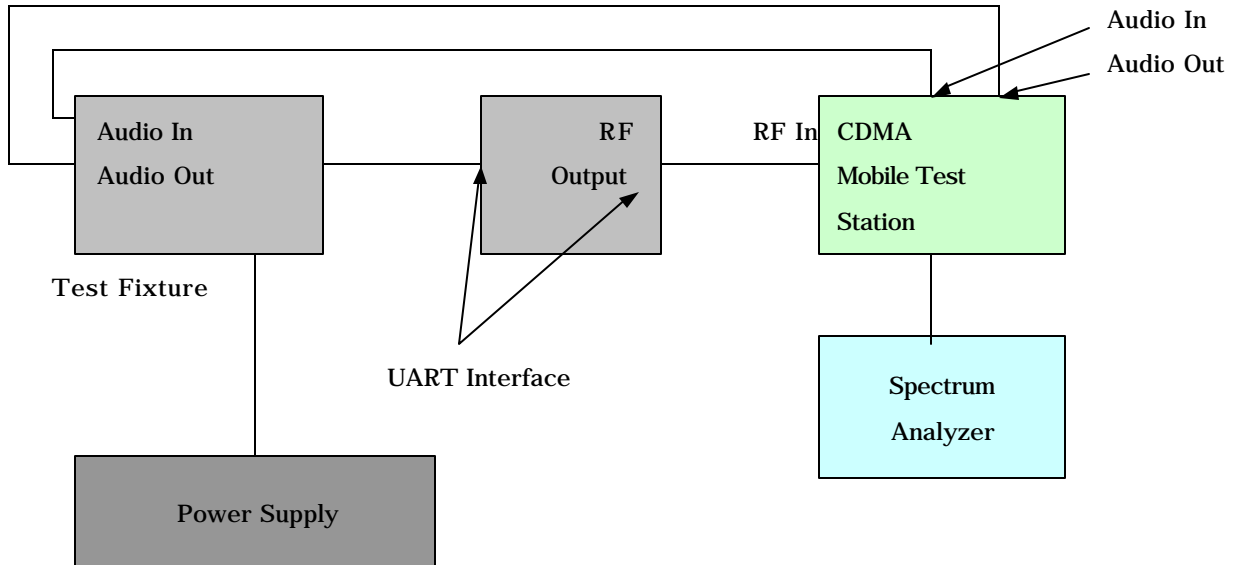 Audio In
Audio Out
Audio In
Audio Out
RF
Output
RF In
CDMA
Mobile Test
Station
Test Fixture
UART Interface
Spectrum
Analyzer
Power Supply